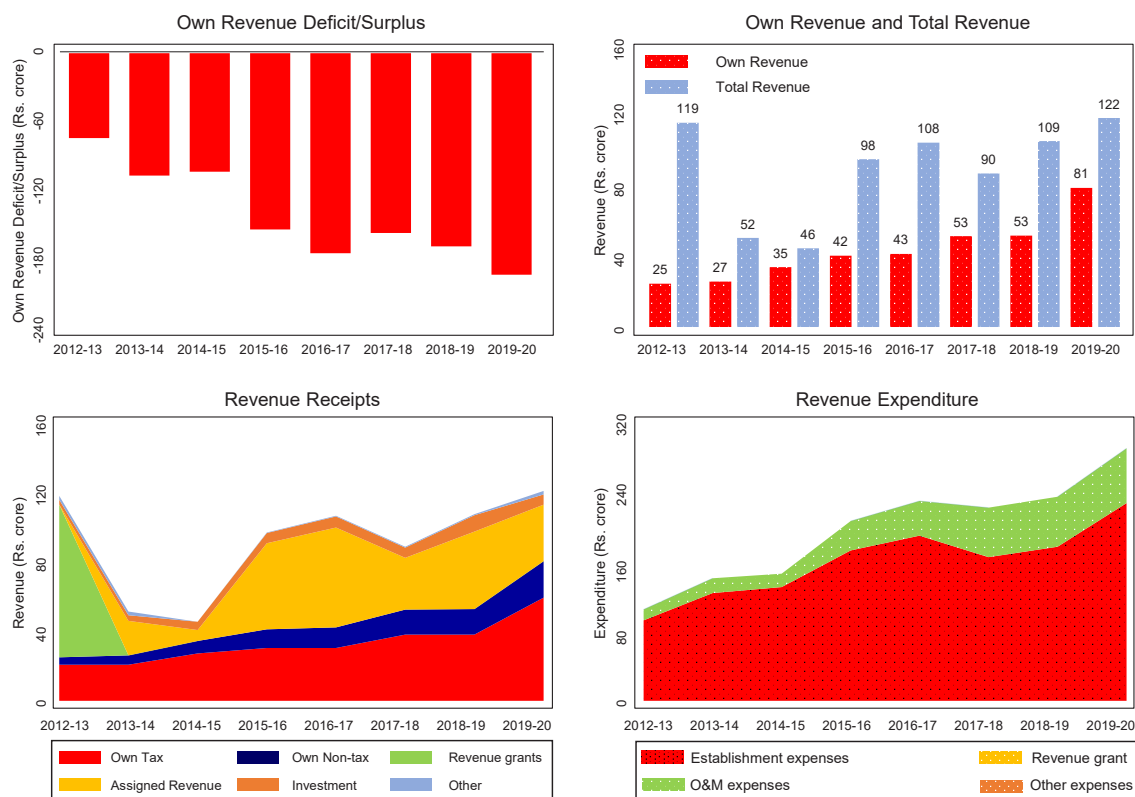 Own Revenue Deficit/Surplus
Own Revenue Deficit/Surplus (Rs. crore)
0
-60
-120
-180
-240
2012-13 2013-14 2014-15 2015-16 2016-17 2017-18 2018-19 2019-20
Own Revenue and Total Revenue
Revenue (Rs. crore)
160
120
80
40
0
Own Revenue
Total Revenue
25 119 27 52 35 46 42 98 43 108 53 90 53 109 81 122
2012-13 2013-14 2014-15 2015-16 2016-17 2017-18 2018-19 2019-20
Revenue Receipts
Revenue (Rs. crore)
160
120
80
40
0
2012-13 2013-14 2014-15 2015-16 2016-17 2017-18 2018-19 2019-20
Own Tax Own Non-tax Revenue grants
Assigned Revenue Investment Other
Revenue Expenditure
Expenditure (Rs. crore)
320
240
160
80
0
2012-13 2013-14 2014-15 2015-16 2016-17 2017-18 2018-19 2019-20
Establishment expenses Revenue grant
O&M expenses Other expenses